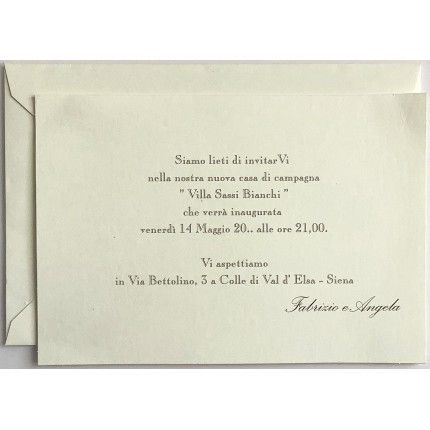 Siamo lieti di invitarVi
nella nostra nuova casa di campagna
" Villa Sassi Bianchi "
che verrà inaugurata
venerdì 14 Maggio 20.. alle ore 21,00.
Vi aspettiamo
in Via Bettolino, 3 a Colle di Val d' Elsa - Siena
Fabrizio e Angela